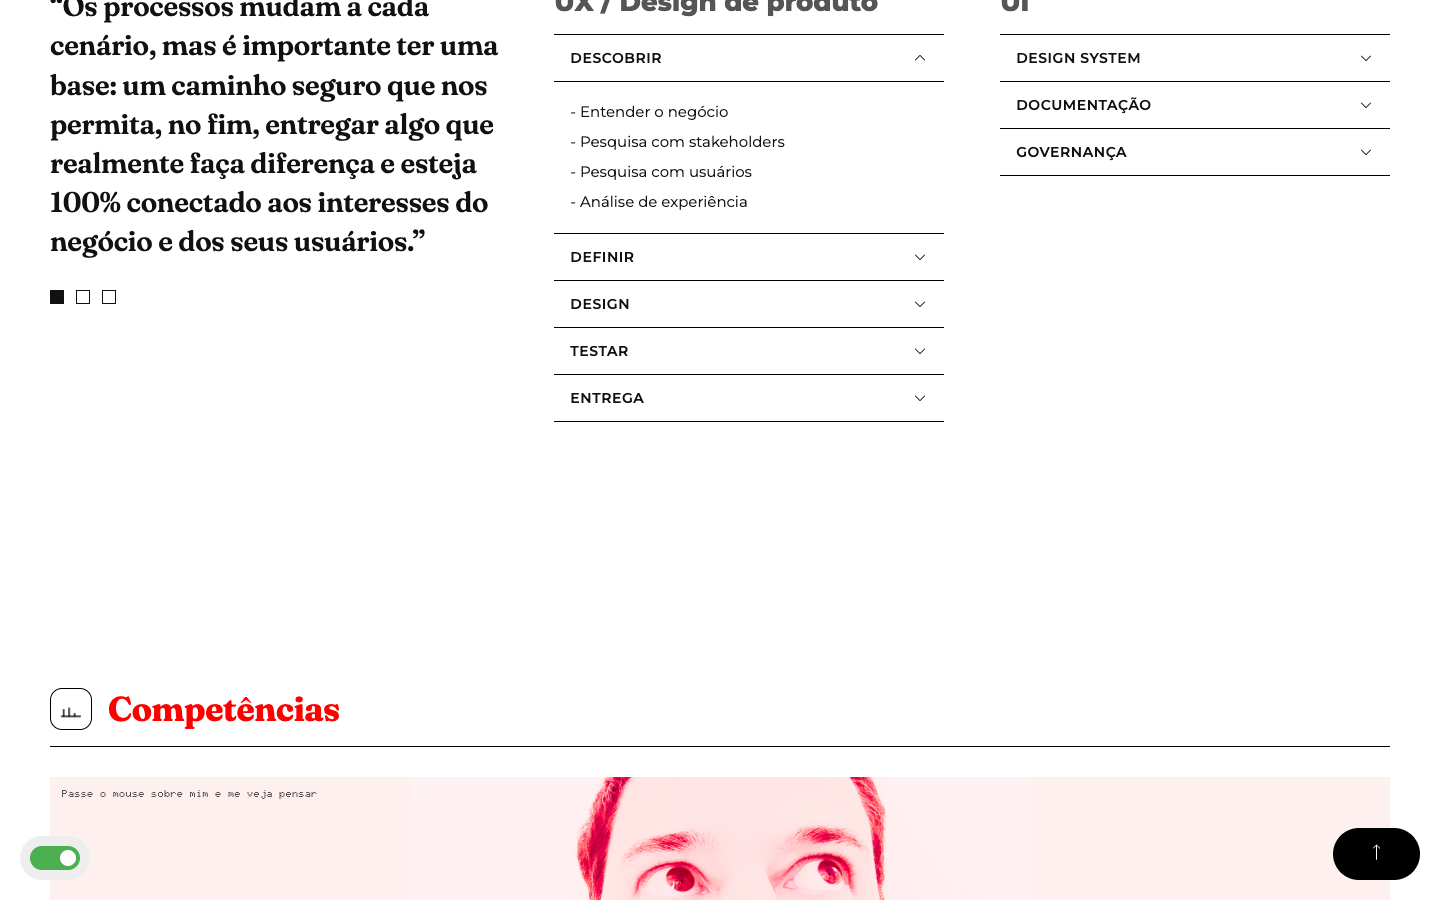 “Os processos mudam a cada
cenário, mas é importante ter uma
base: um caminho seguro que nos
permita, no fim, entregar algo que
realmente faça diferença e esteja
100% conectado aos interesses do
negócio e dos seus usuários.”
UX / Design de produto
DESCOBRIR
- Entender o negócio
- Pesquisa com stakeholders
- Pesquisa com usuários
- Análise de experiência
DEFINIR
DESIGN
TESTAR
ENTREGA
UI
DESIGN SYSTEM
DOCUMENTAÇÃO
GOVERNANÇA
Competências
Passe o mouse sobre mim e me veja pensar